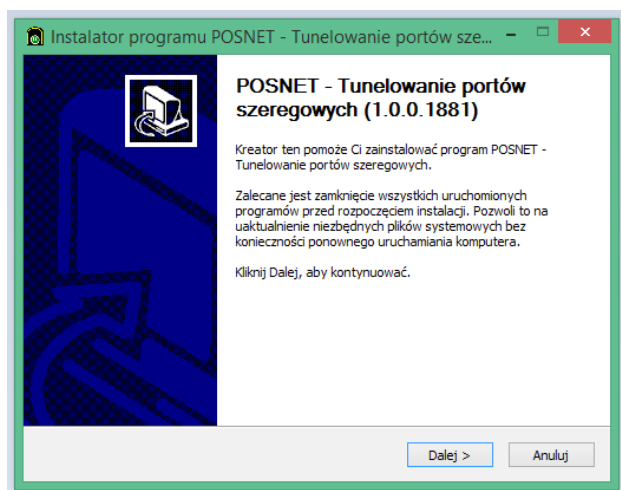 Instalator programu POSNET - Tunelowanie portów sze...
POSNET - Tunelowanie portów
szeregowych (1.0.0.1881)
Kreator ten pomoże Ci zainstalować program POSNET -
Tunelowanie portów szeregowych.
Zalecane jest zamknięcie wszystkich uruchomionych
programów przed rozpoczęciem instalacji. Pozwoli to na
uaktualnienie niezbędnych plików systemowych bez
konieczności ponownego uruchamiania komputera.
Kliknij Dalej, aby kontynuować.
Dalej >
Anuluj